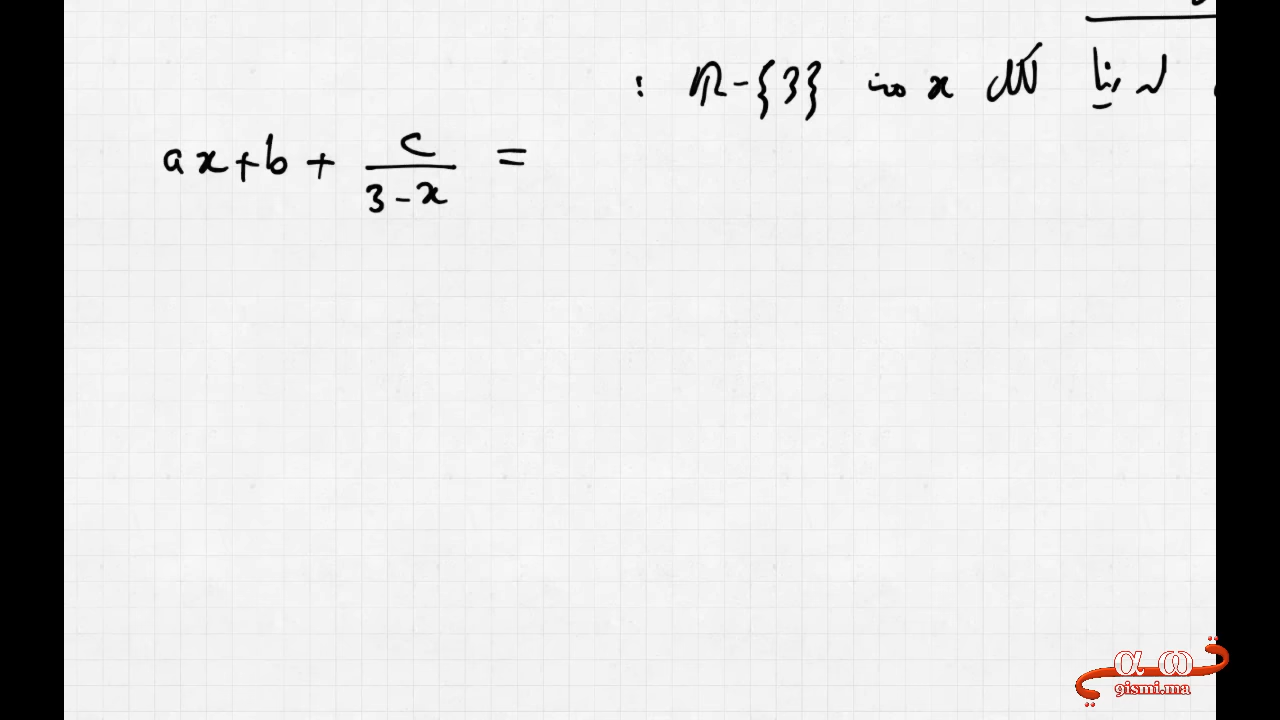 لدينا لكل x من ℝ-{3} :
ax+b + c/(3-x) =
qismi.ma